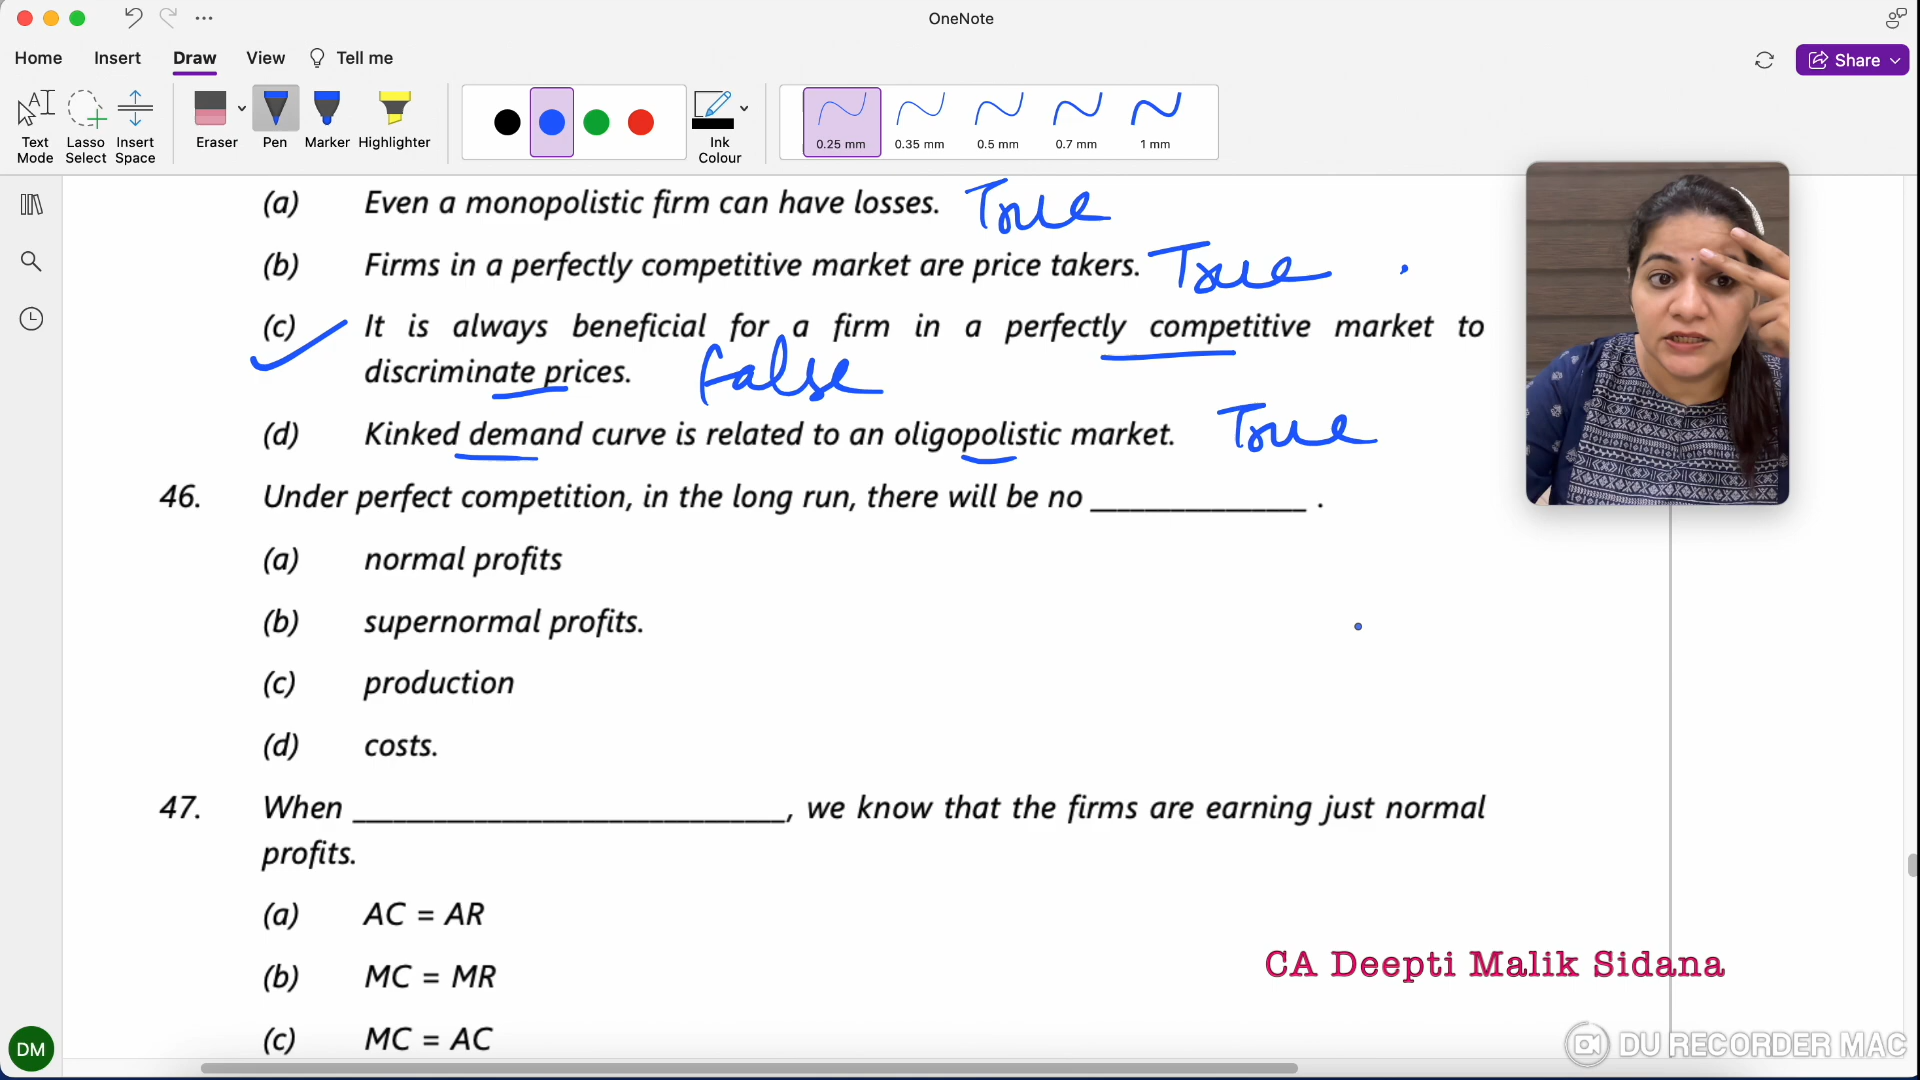 OneNote
Home Insert Draw View Tell me
Share
Text Mode
Lasso Select
Insert Space
Eraser
Pen
Marker
Highlighter
Ink Colour
0.25 mm
0.35 mm
0.5 mm
0.7 mm
1 mm
(a) Even a monopolistic firm can have losses. True
(b) Firms in a perfectly competitive market are price takers. True
(c) It is always beneficial for a firm in a perfectly competitive market to
discriminate prices. False
(d) Kinked demand curve is related to an oligopolistic market. True
46. Under perfect competition, in the long run, there will be no _______________ .
(a) normal profits
(b) supernormal profits.
(c) production
(d) costs.
47. When ______________________________, we know that the firms are earning just normal
profits.
(a) AC = AR
(b) MC = MR
(c) MC = AC
CA Deepti Malik Sidana
DM
DU RECORDER MAC